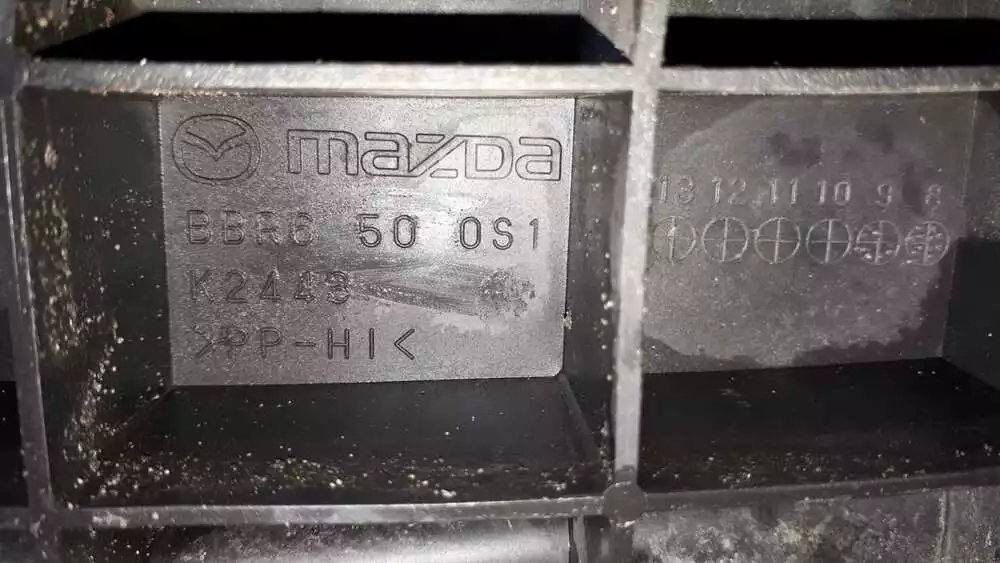 mazda
BBR6 50 0S1
K2443
>PP-HI<
13 12 11 10 9 8